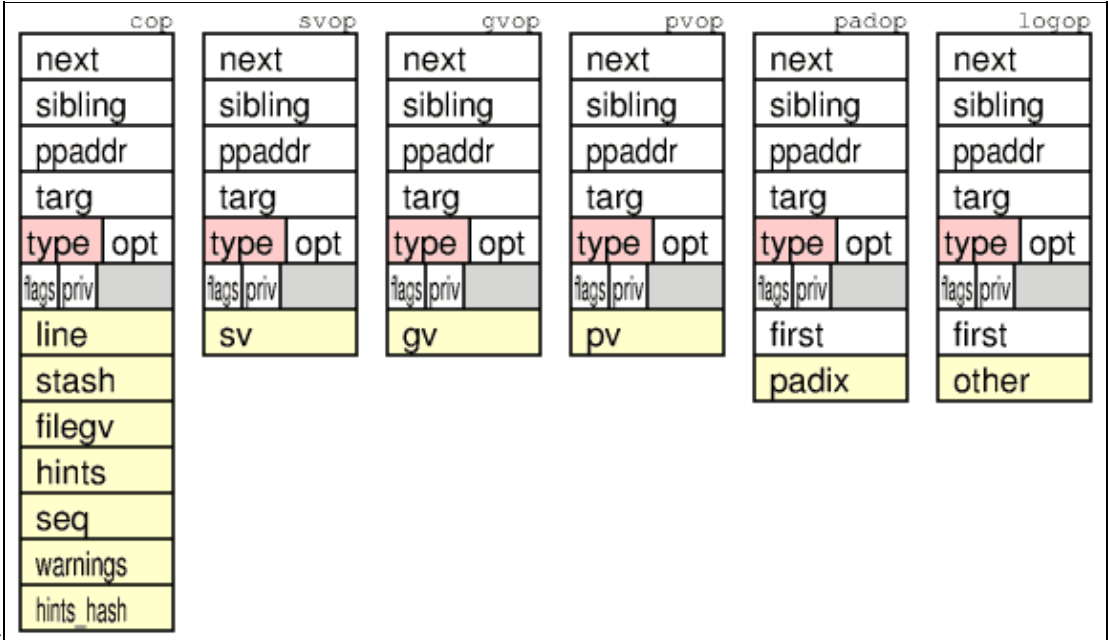 cop svop gvop pvop padop logop
next next next next next next
sibling sibling sibling sibling sibling sibling
ppaddr ppaddr ppaddr ppaddr ppaddr ppaddr
targ targ targ targ targ targ
type opt type opt type opt type opt type opt type opt
flags priv flags priv flags priv flags priv flags priv flags priv
line sv gv pv first first
stash padix other
filegv
hints
seq
warnings
hints_hash